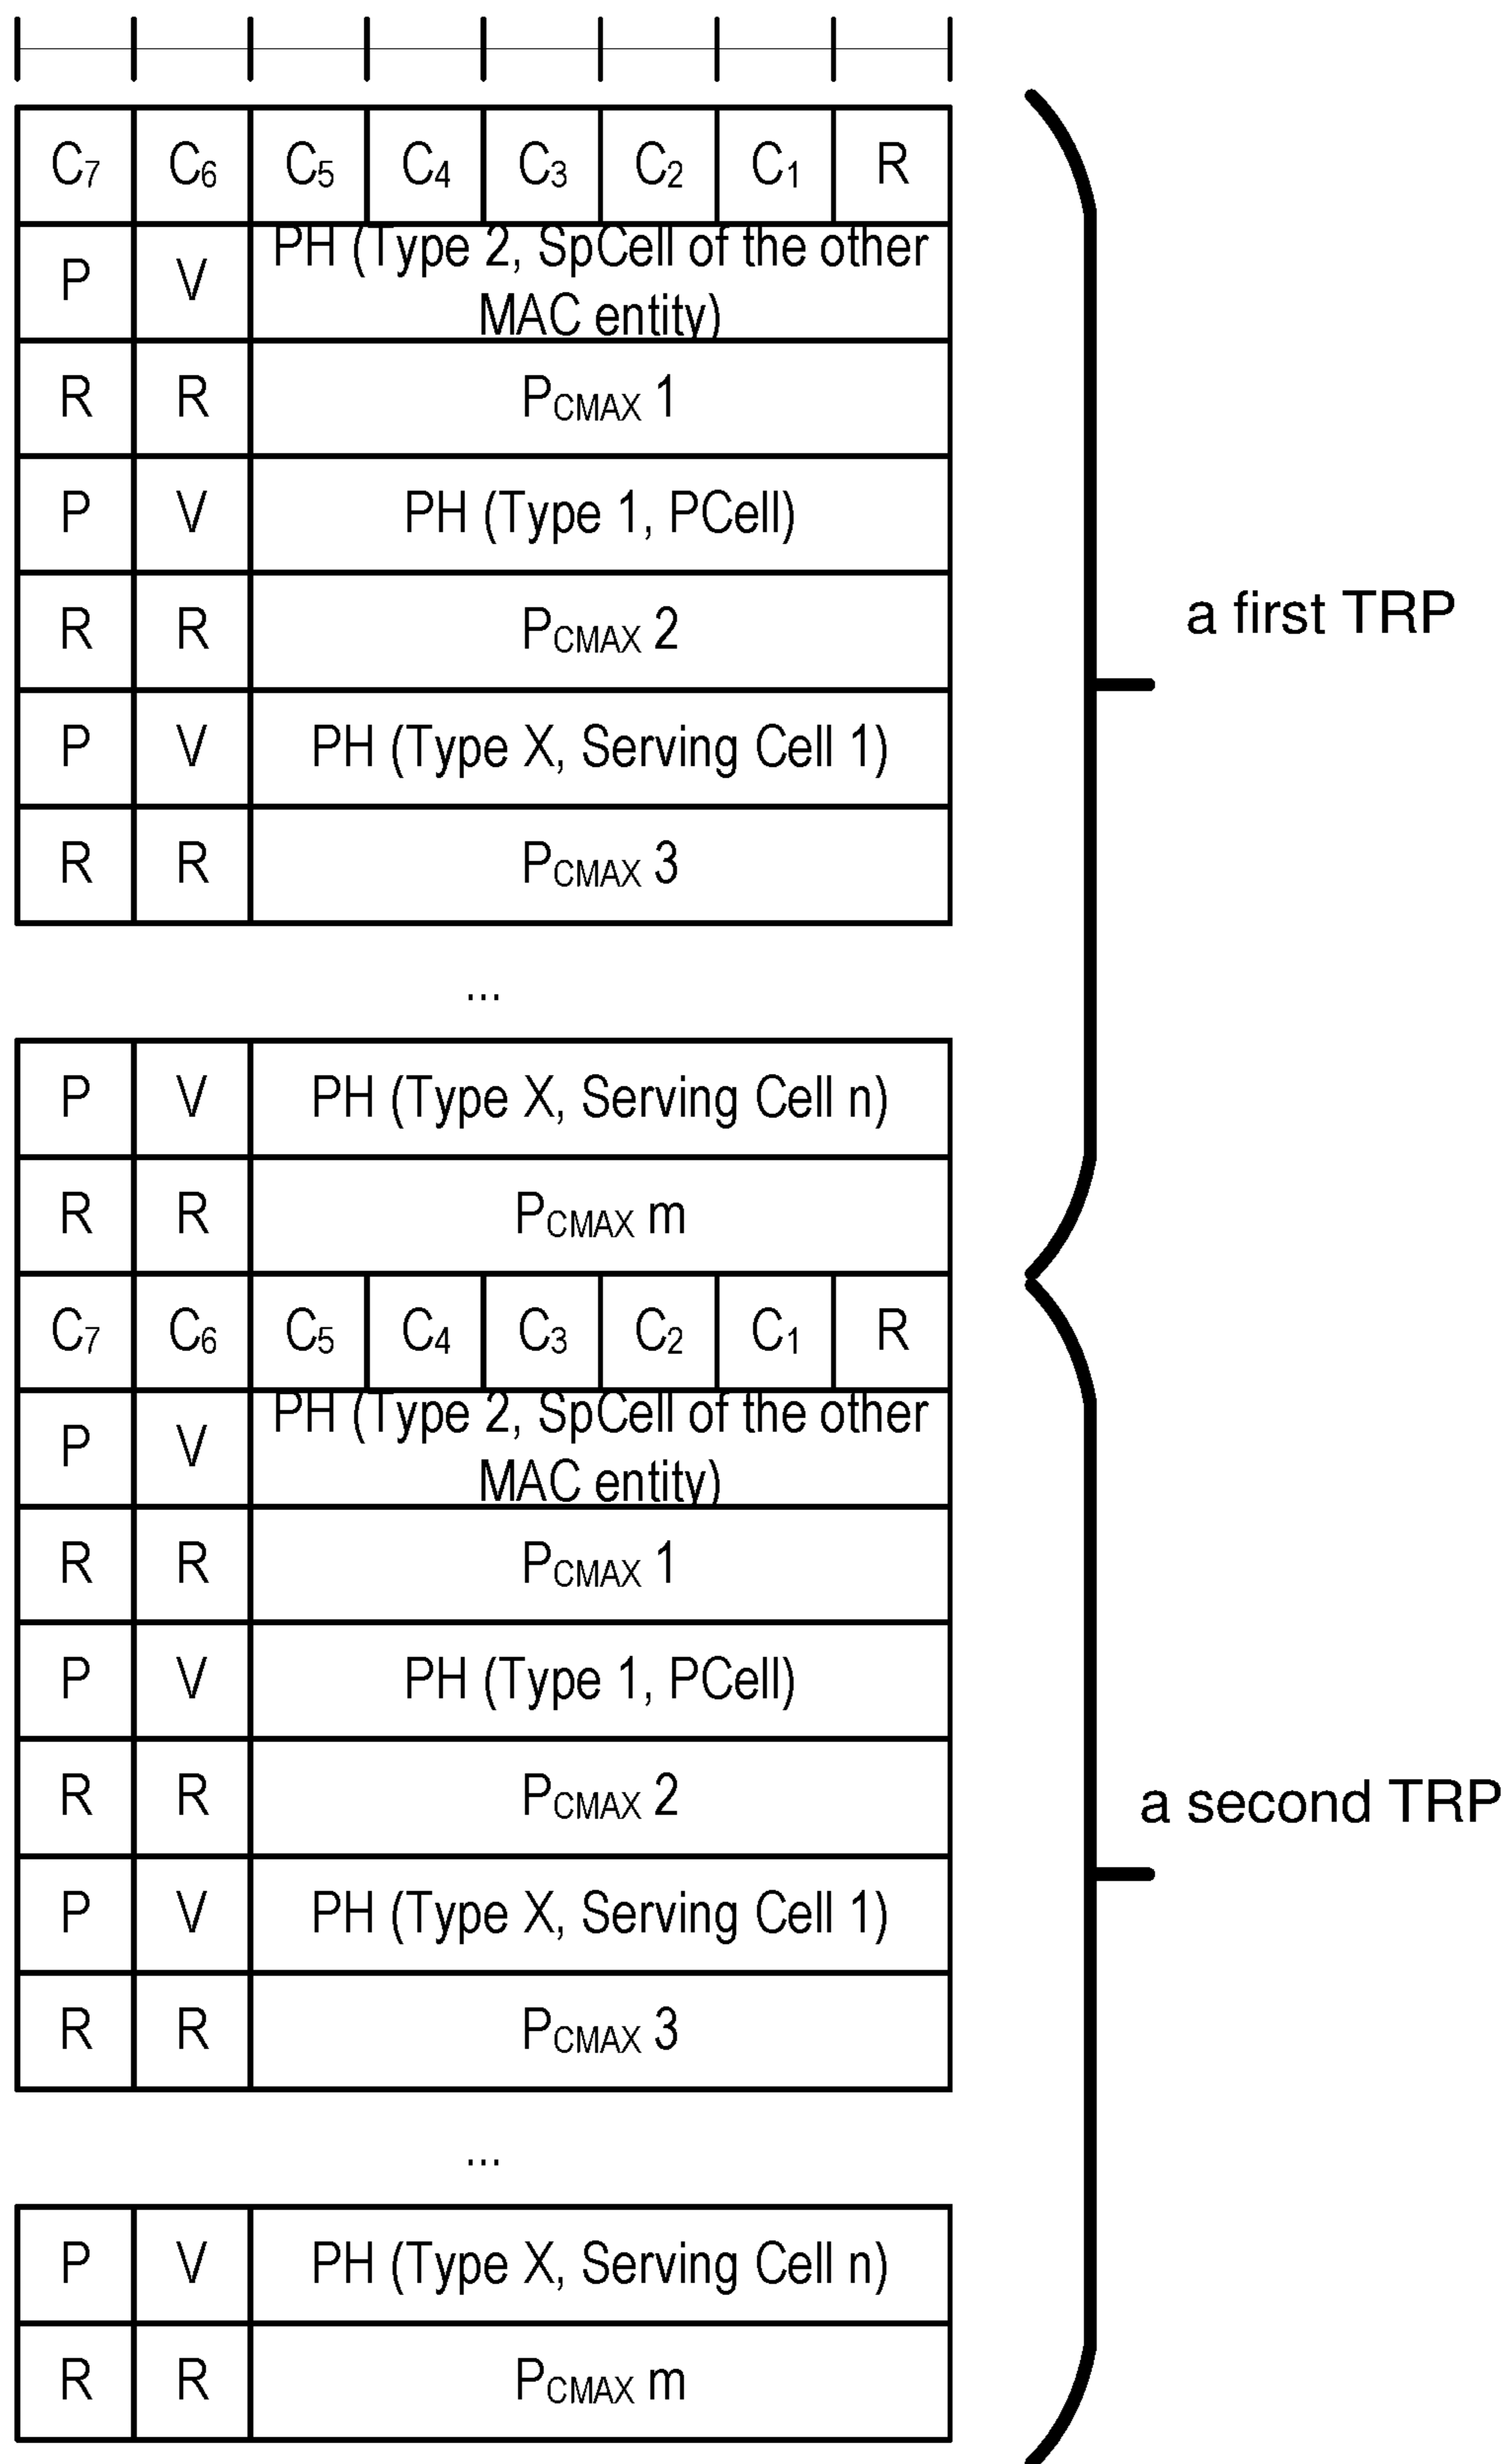 C7 C6 C5 C4 C3 C2 C1 R
P V PH (Type 2, SpCell of the other
MAC entity)
R R PCMAX 1
P V PH (Type 1, PCell)
R R PCMAX 2
a first TRP
P V PH (Type X, Serving Cell 1)
R R PCMAX 3
...
P V PH (Type X, Serving Cell n)
R R PCMAX m
C7 C6 C5 C4 C3 C2 C1 R
P V PH (Type 2, SpCell of the other
MAC entity)
R R PCMAX 1
P V PH (Type 1, PCell)
R R PCMAX 2
a second TRP
P V PH (Type X, Serving Cell 1)
R R PCMAX 3
...
P V PH (Type X, Serving Cell n)
R R PCMAX m